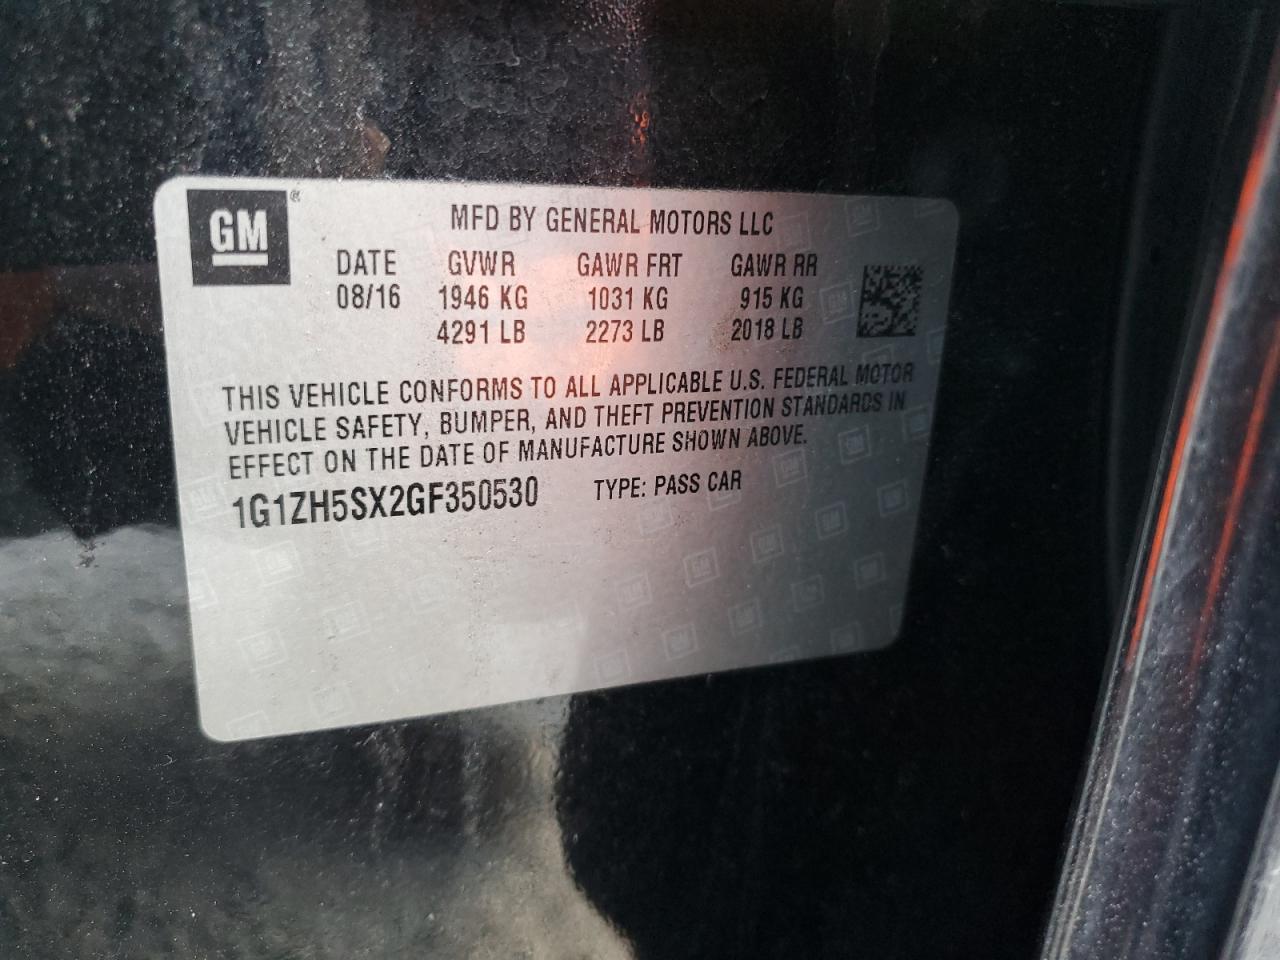 GM ®
MFD BY GENERAL MOTORS LLC
DATE GVWR GAWR FRT GAWR RR
08/16 1946 KG 1031 KG 915 KG
4291 LB 2273 LB 2018 LB
THIS VEHICLE CONFORMS TO ALL APPLICABLE U.S. FEDERAL MOTOR
VEHICLE SAFETY, BUMPER, AND THEFT PREVENTION STANDARDS IN
EFFECT ON THE DATE OF MANUFACTURE SHOWN ABOVE.
1G1ZH5SX2GF350530 TYPE: PASS CAR